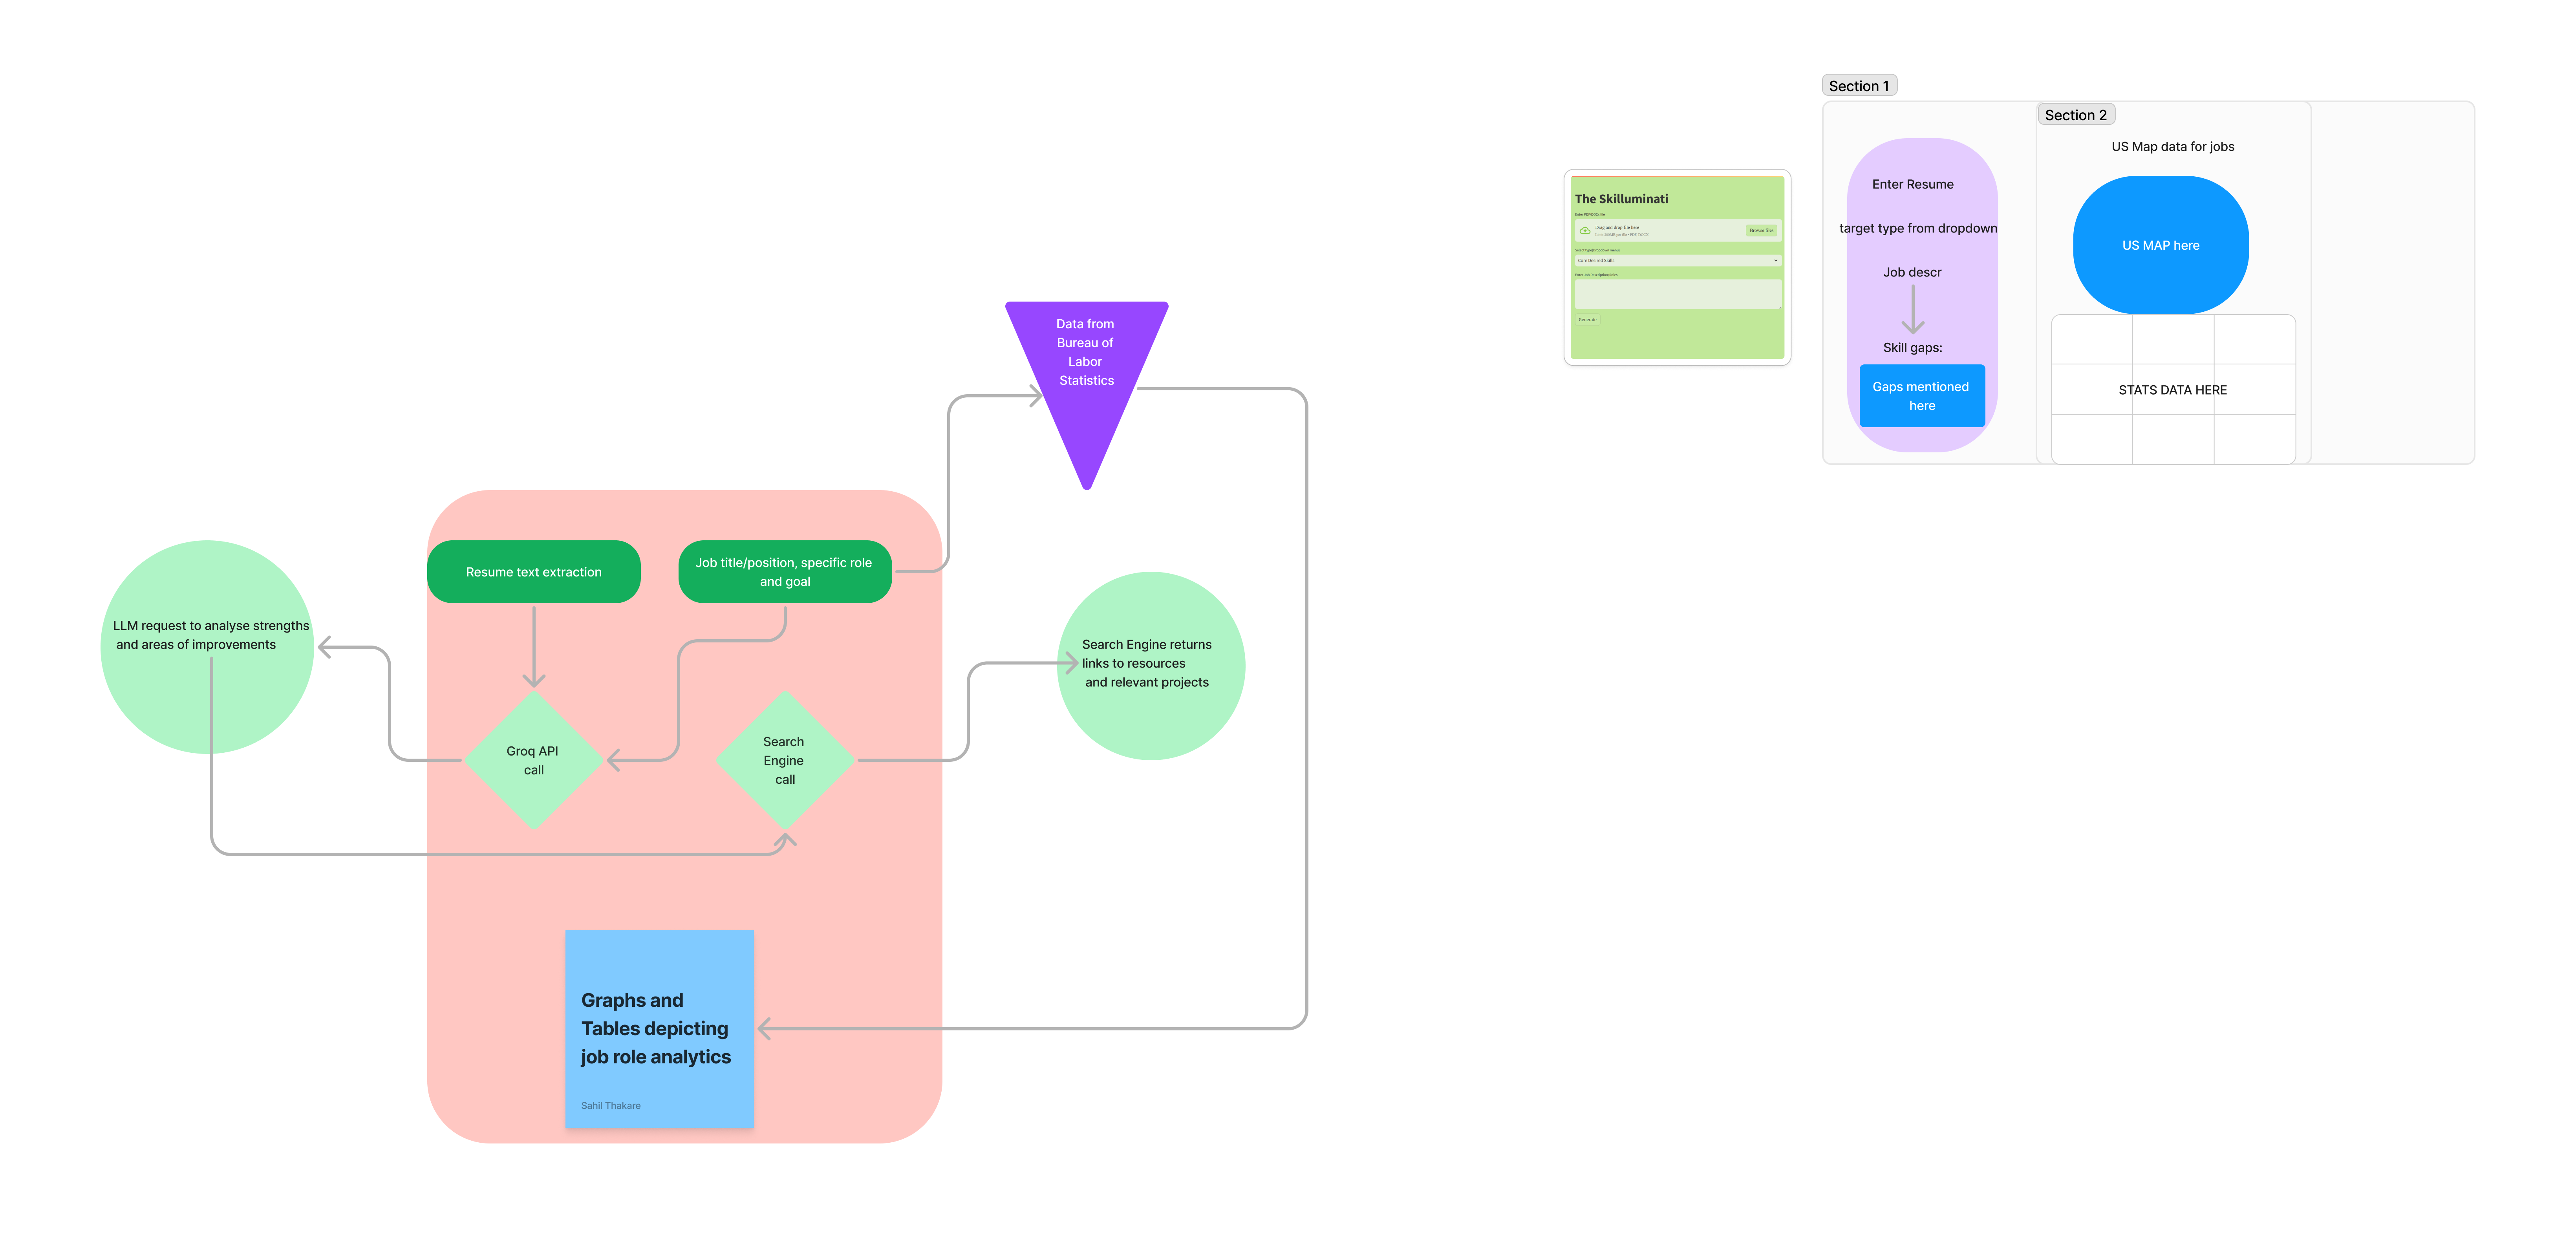 Section 1
Section 2
US Map data for jobs
Enter Resume
target type from dropdown
Job descr
Skill gaps:
Gaps mentioned
here
US MAP here
STATS DATA HERE
The Skilluminati
Drag and drop file here
Browse files
Core Desired Skills
Generate
Data from
Bureau of
Labor
Statistics
Resume text extraction
Job title/position, specific role
and goal
LLM request to analyse strengths
and areas of improvements
Search Engine returns
links to resources
and relevant projects
Groq API
call
Search
Engine
call
Graphs and
Tables depicting
job role analytics
Sahil Thakare